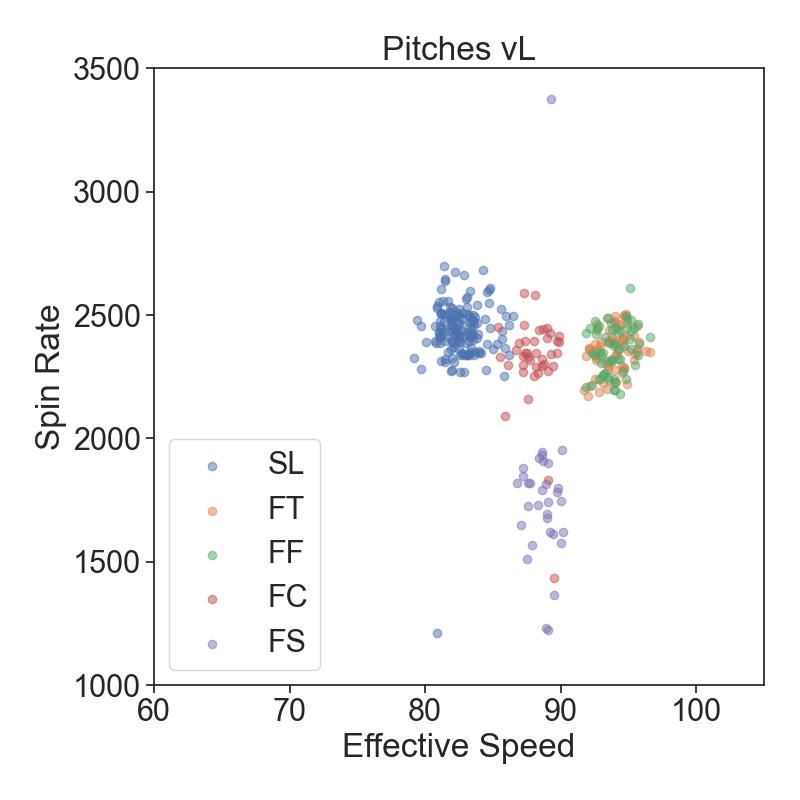 Pitches vL
3500
3000
2500
2000
1500
1000
Spin Rate
SL
FT
FF
FC
FS
60 70 80 90 100
Effective Speed